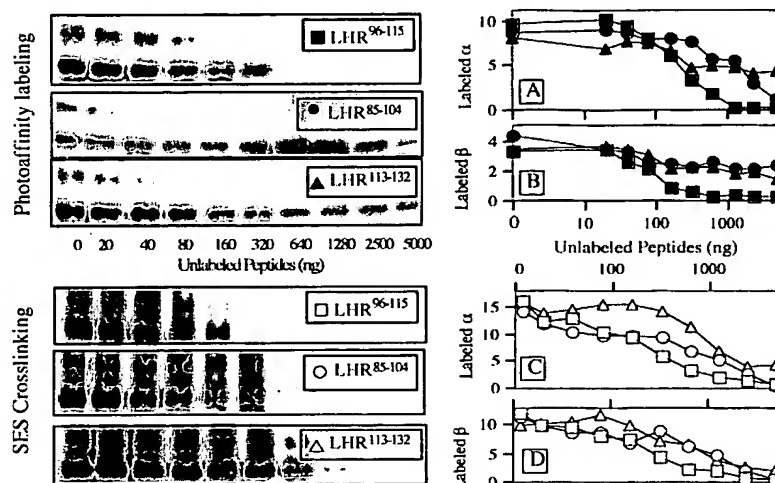 Photoaffinity labeling
LHR96-115
LHR85-104
LHR113-132
0 20 40 80 160 320 640 1280 2500 5000
Unlabeled Peptides (ng)
SES Crosslinking
LHR96-115
LHR85-104
LHR113-132
Labeled α
10
5
0
A
Labeled β
4
2
0
B
0 10 100 1000
Unlabeled Peptides (ng)
0 100 1000
Labeled α
15
10
5
0
C
Labeled β
10
5
0
D